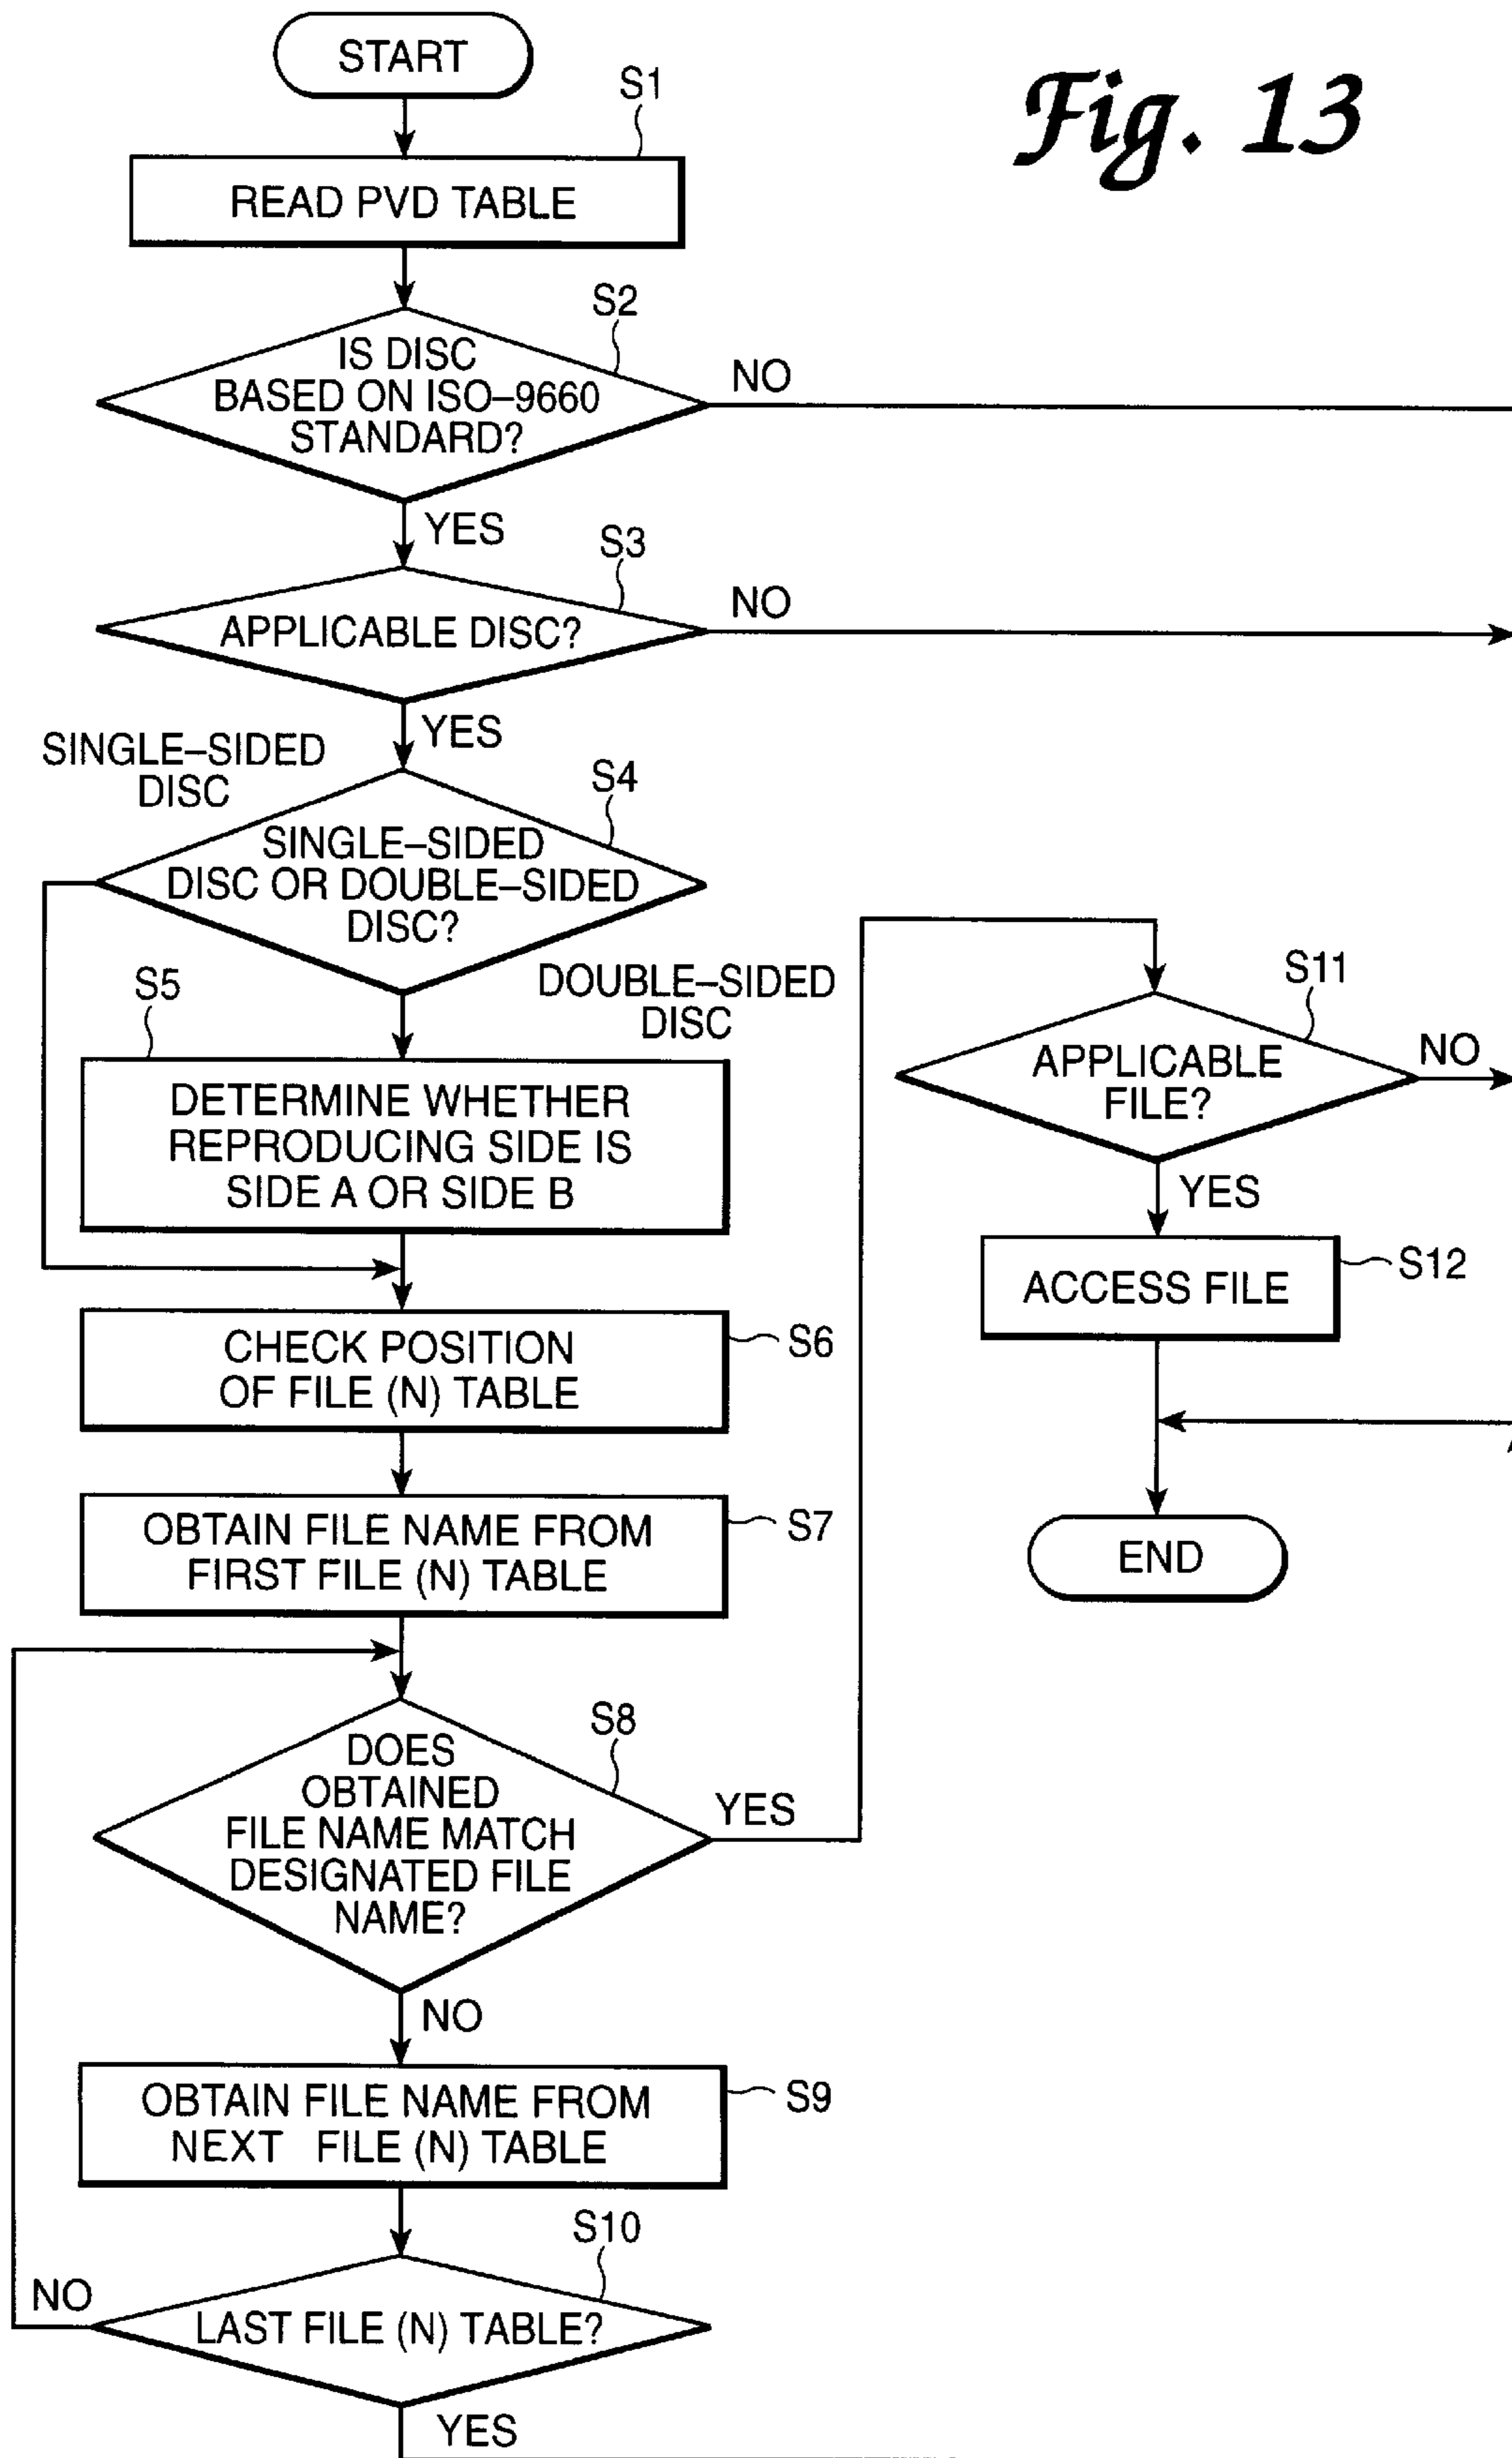 Fig. 13
START
S1
READ PVD TABLE
S2
IS DISC
BASED ON ISO–9660
STANDARD?
NO
YES
S3
APPLICABLE DISC?
NO
YES
SINGLE–SIDED
DISC
S4
SINGLE–SIDED
DISC OR DOUBLE–SIDED
DISC?
DOUBLE–SIDED
DISC
S5
DETERMINE WHETHER
REPRODUCING SIDE IS
SIDE A OR SIDE B
S6
CHECK POSITION
OF FILE (N) TABLE
S7
OBTAIN FILE NAME FROM
FIRST FILE (N) TABLE
S8
DOES
OBTAINED
FILE NAME MATCH
DESIGNATED FILE
NAME?
YES
NO
S9
OBTAIN FILE NAME FROM
NEXT FILE (N) TABLE
S10
LAST FILE (N) TABLE?
NO
YES
S11
APPLICABLE
FILE?
NO
YES
S12
ACCESS FILE
END